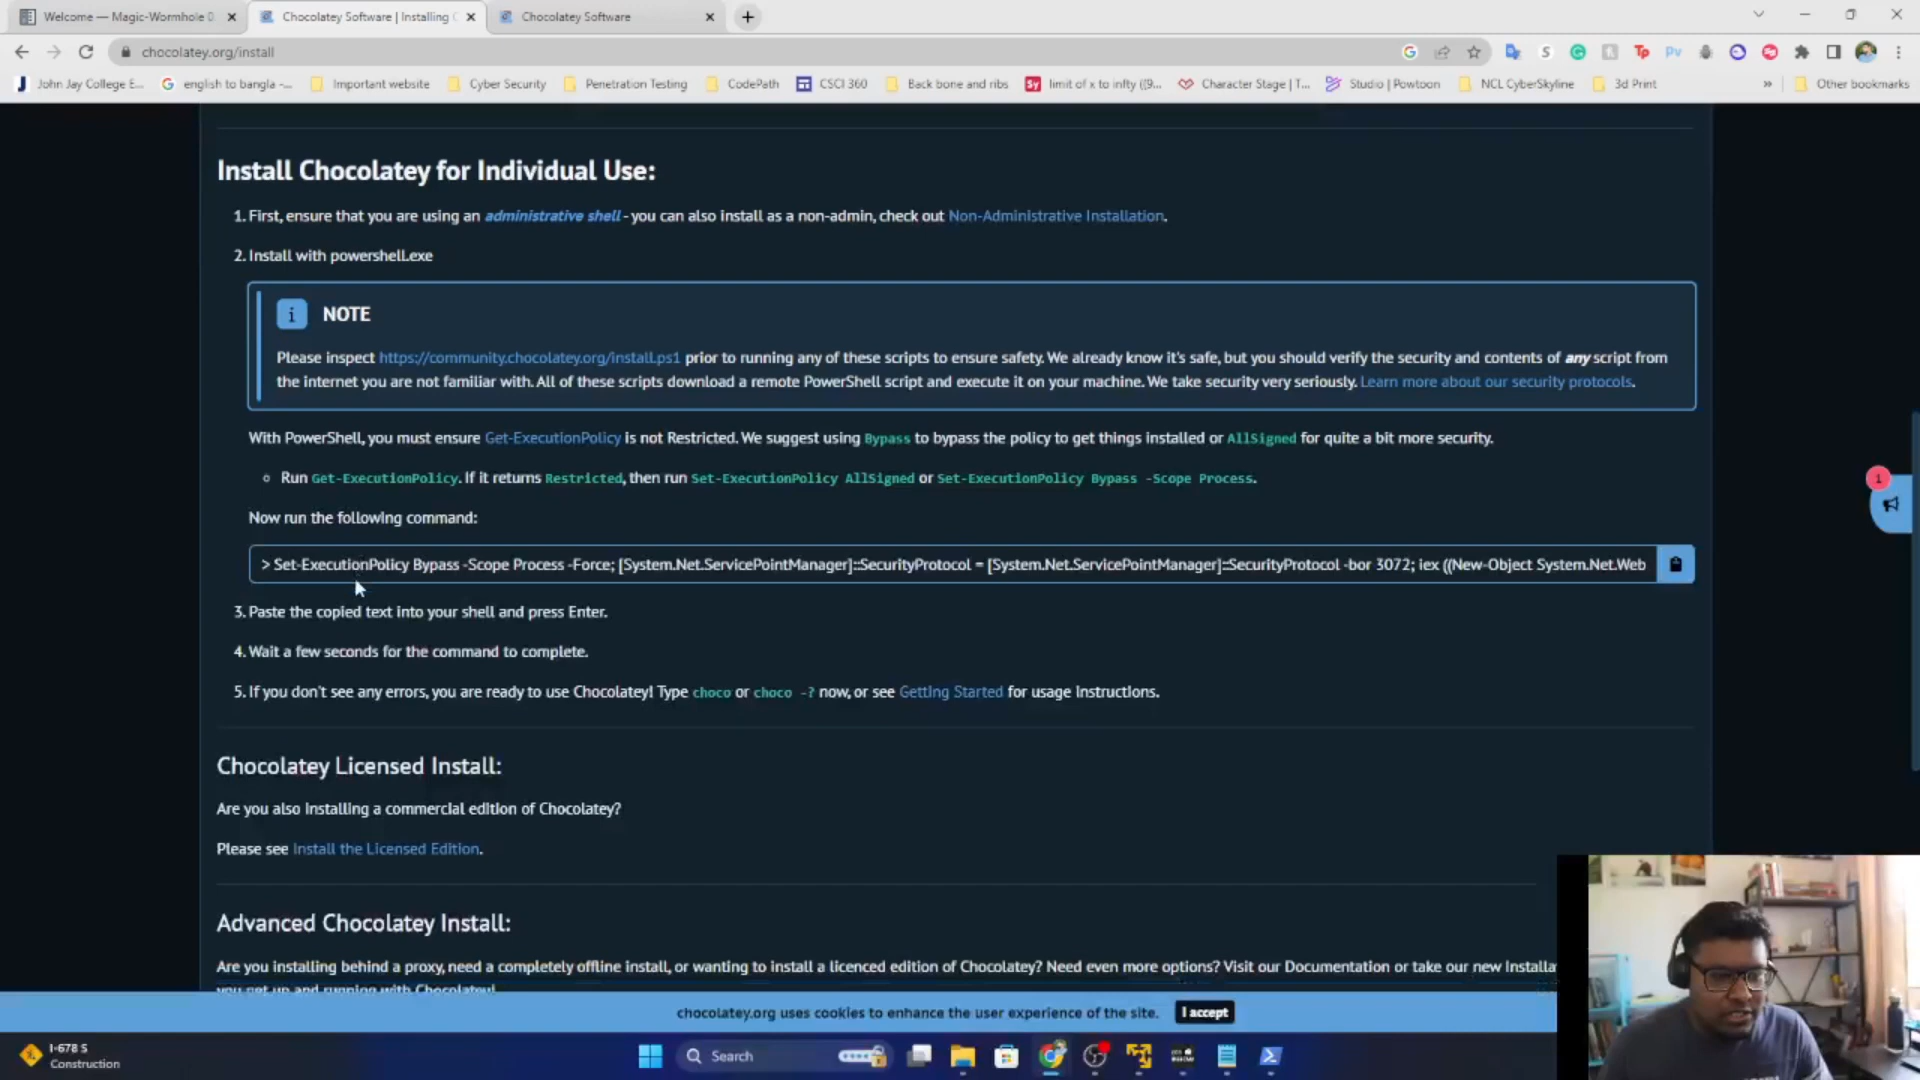 Welcome — Magic-Wormhole 0.
Chocolatey Software | Installing C
Chocolatey Software
chocolatey.org/install
John Jay College E...
english to bangla -...
Important website
Cyber Security
Penetration Testing
CodePath
CSCI 360
Back bone and ribs
limit of x to infty ((9...
Character Stage | T...
Studio | Powtoon
NCL CyberSkyline
3d Print
»
Other bookmarks
Install Chocolatey for Individual Use:
1. First, ensure that you are using an administrative shell - you can also install as a non-admin, check out Non-Administrative Installation.
2. Install with powershell.exe
i NOTE
Please inspect https://community.chocolatey.org/install.ps1 prior to running any of these scripts to ensure safety. We already know it's safe, but you should verify the security and contents of any script from
the internet you are not familiar with. All of these scripts download a remote PowerShell script and execute it on your machine. We take security very seriously. Learn more about our security protocols.
With PowerShell, you must ensure Get-ExecutionPolicy is not Restricted. We suggest using Bypass to bypass the policy to get things installed or AllSigned for quite a bit more security.
Run Get-ExecutionPolicy. If it returns Restricted, then run Set-ExecutionPolicy AllSigned or Set-ExecutionPolicy Bypass -Scope Process.
Now run the following command:
> Set-ExecutionPolicy Bypass -Scope Process -Force; [System.Net.ServicePointManager]::SecurityProtocol = [System.Net.ServicePointManager]::SecurityProtocol -bor 3072; iex ((New-Object System.Net.Web
1
3. Paste the copied text into your shell and press Enter.
4. Wait a few seconds for the command to complete.
5. If you don't see any errors, you are ready to use Chocolatey! Type choco or choco -? now, or see Getting Started for usage instructions.
Chocolatey Licensed Install:
Are you also installing a commercial edition of Chocolatey?
Please see Install the Licensed Edition.
Advanced Chocolatey Install:
Are you installing behind a proxy, need a completely offline install, or wanting to install a licenced edition of Chocolatey? Need even more options? Visit our Documentation or take our new Installa
you get up and running with Chocolatey!
chocolatey.org uses cookies to enhance the user experience of the site.
I accept
I-678 S
Construction
Search